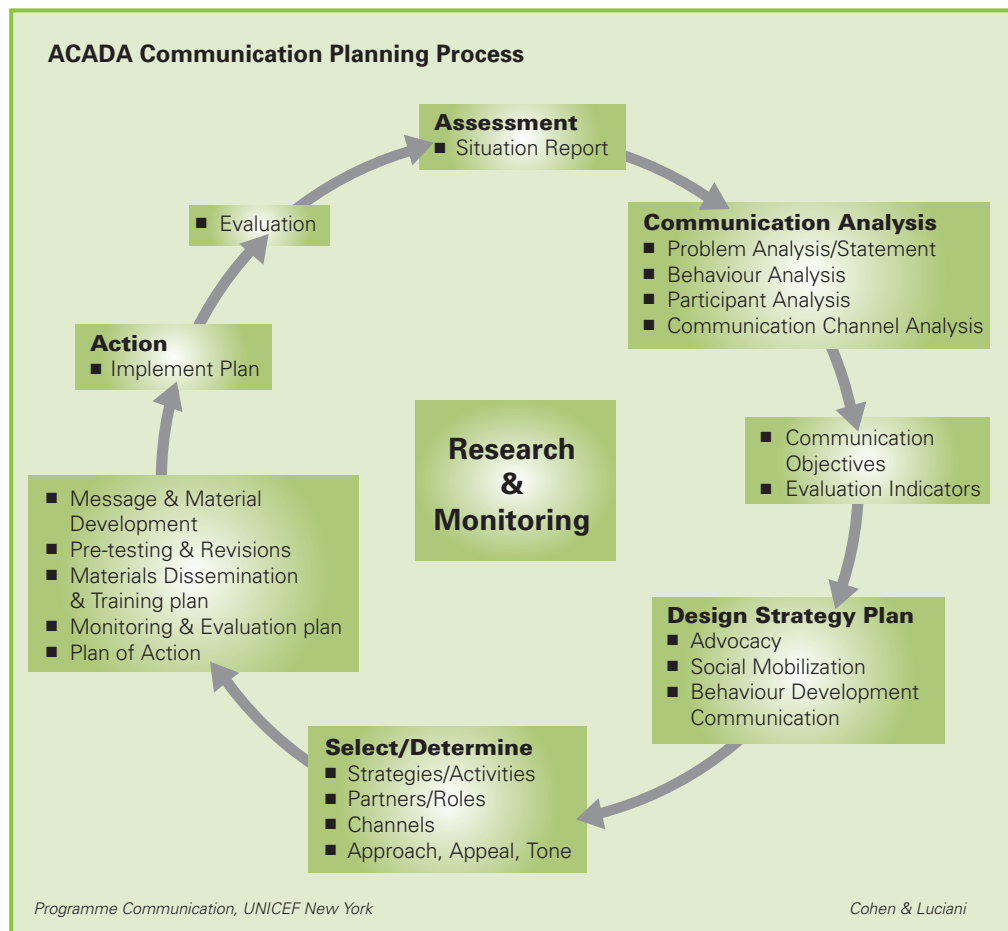 ACADA Communication Planning Process
Assessment
■ Situation Report
Communication Analysis
■ Problem Analysis/Statement
■ Behaviour Analysis
■ Participant Analysis
■ Communication Channel Analysis
■ Communication
Objectives
■ Evaluation Indicators
Design Strategy Plan
■ Advocacy
■ Social Mobilization
■ Behaviour Development
Communication
Select/Determine
■ Strategies/Activities
■ Partners/Roles
■ Channels
■ Approach, Appeal, Tone
■ Message & Material
Development
■ Pre-testing & Revisions
■ Materials Dissemination
& Training plan
■ Monitoring & Evaluation plan
■ Plan of Action
Action
■ Implement Plan
■ Evaluation
Research
&
Monitoring
Programme Communication, UNICEF New York
Cohen & Luciani